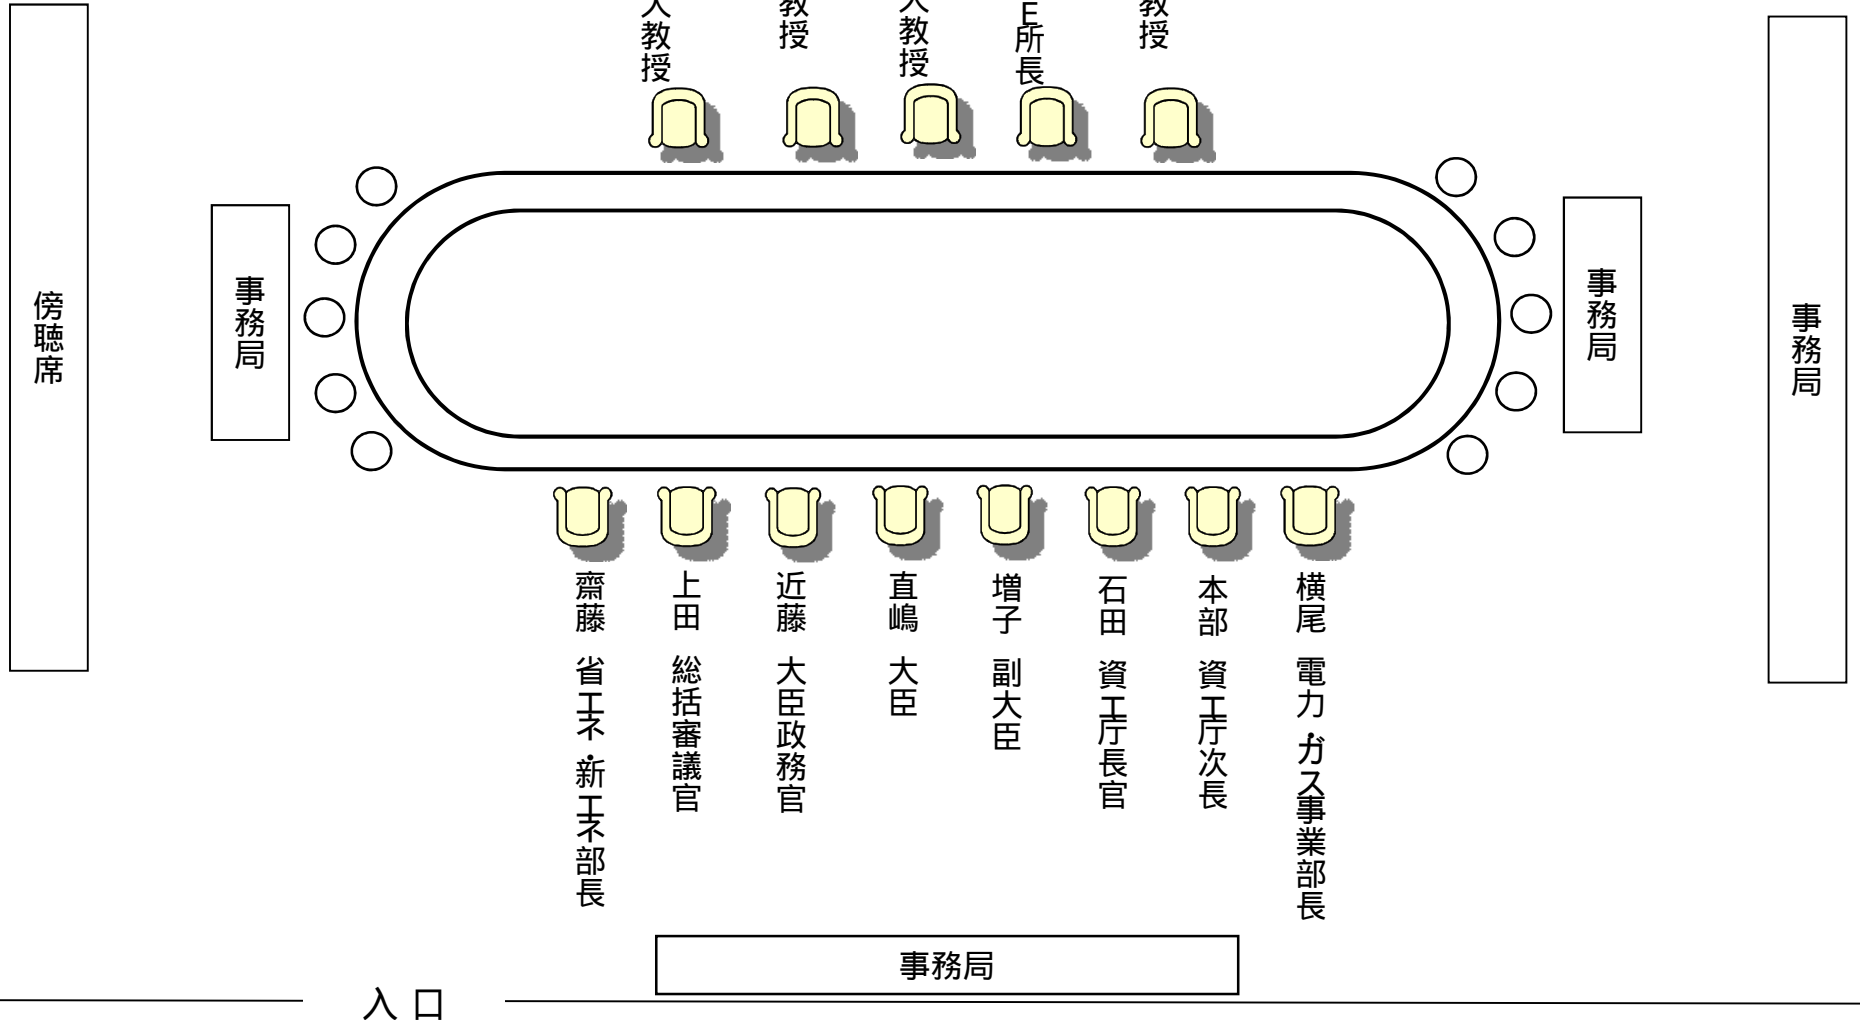 大教授
教授
大教授
E所長
教授
傍聴席
事務局
事務局
事務局
齋藤 省エネ・新エネ部長
上田 総括審議官
近藤 大臣政務官
直嶋 大臣
増子 副大臣
石田 資エ庁長官
本部 資エ庁次長
横尾 電力・ガス事業部長
事務局
入口